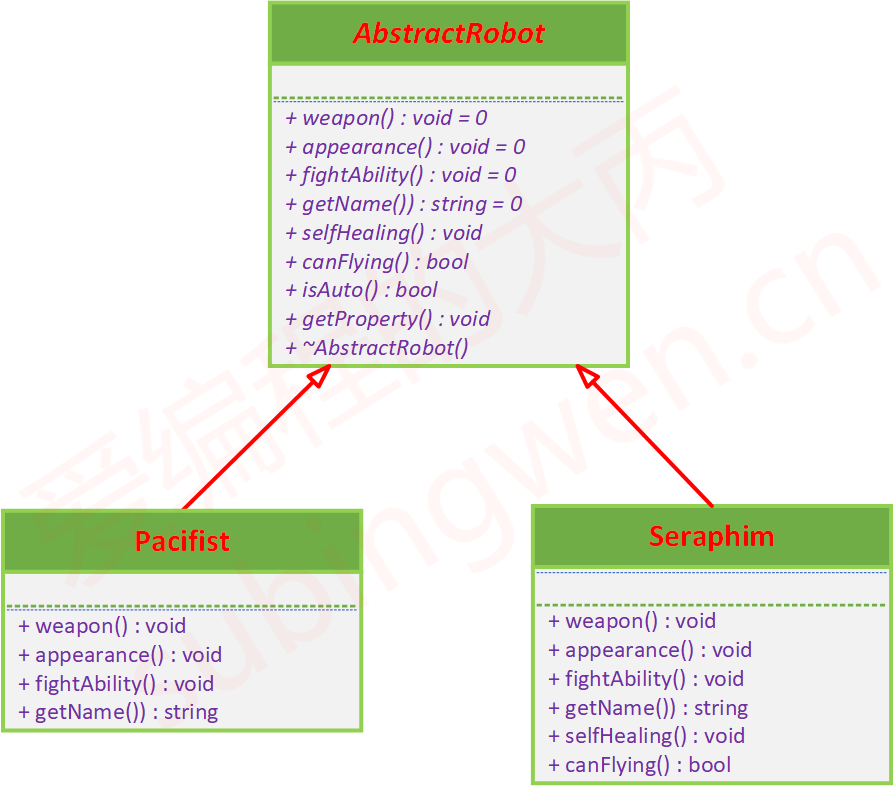 AbstractRobot
+ weapon() : void = 0
+ appearance() : void = 0
+ fightAbility() : void = 0
+ getName()) : string = 0
+ selfHealing() : void
+ canFlying() : bool
+ isAuto() : bool
+ getProperty() : void
+ ~AbstractRobot()
Pacifist
+ weapon() : void
+ appearance() : void
+ fightAbility() : void
+ getName()) : string
Seraphim
+ weapon() : void
+ appearance() : void
+ fightAbility() : void
+ getName()) : string
+ selfHealing() : void
+ canFlying() : bool
爱编程的大丙
subingwen.cn